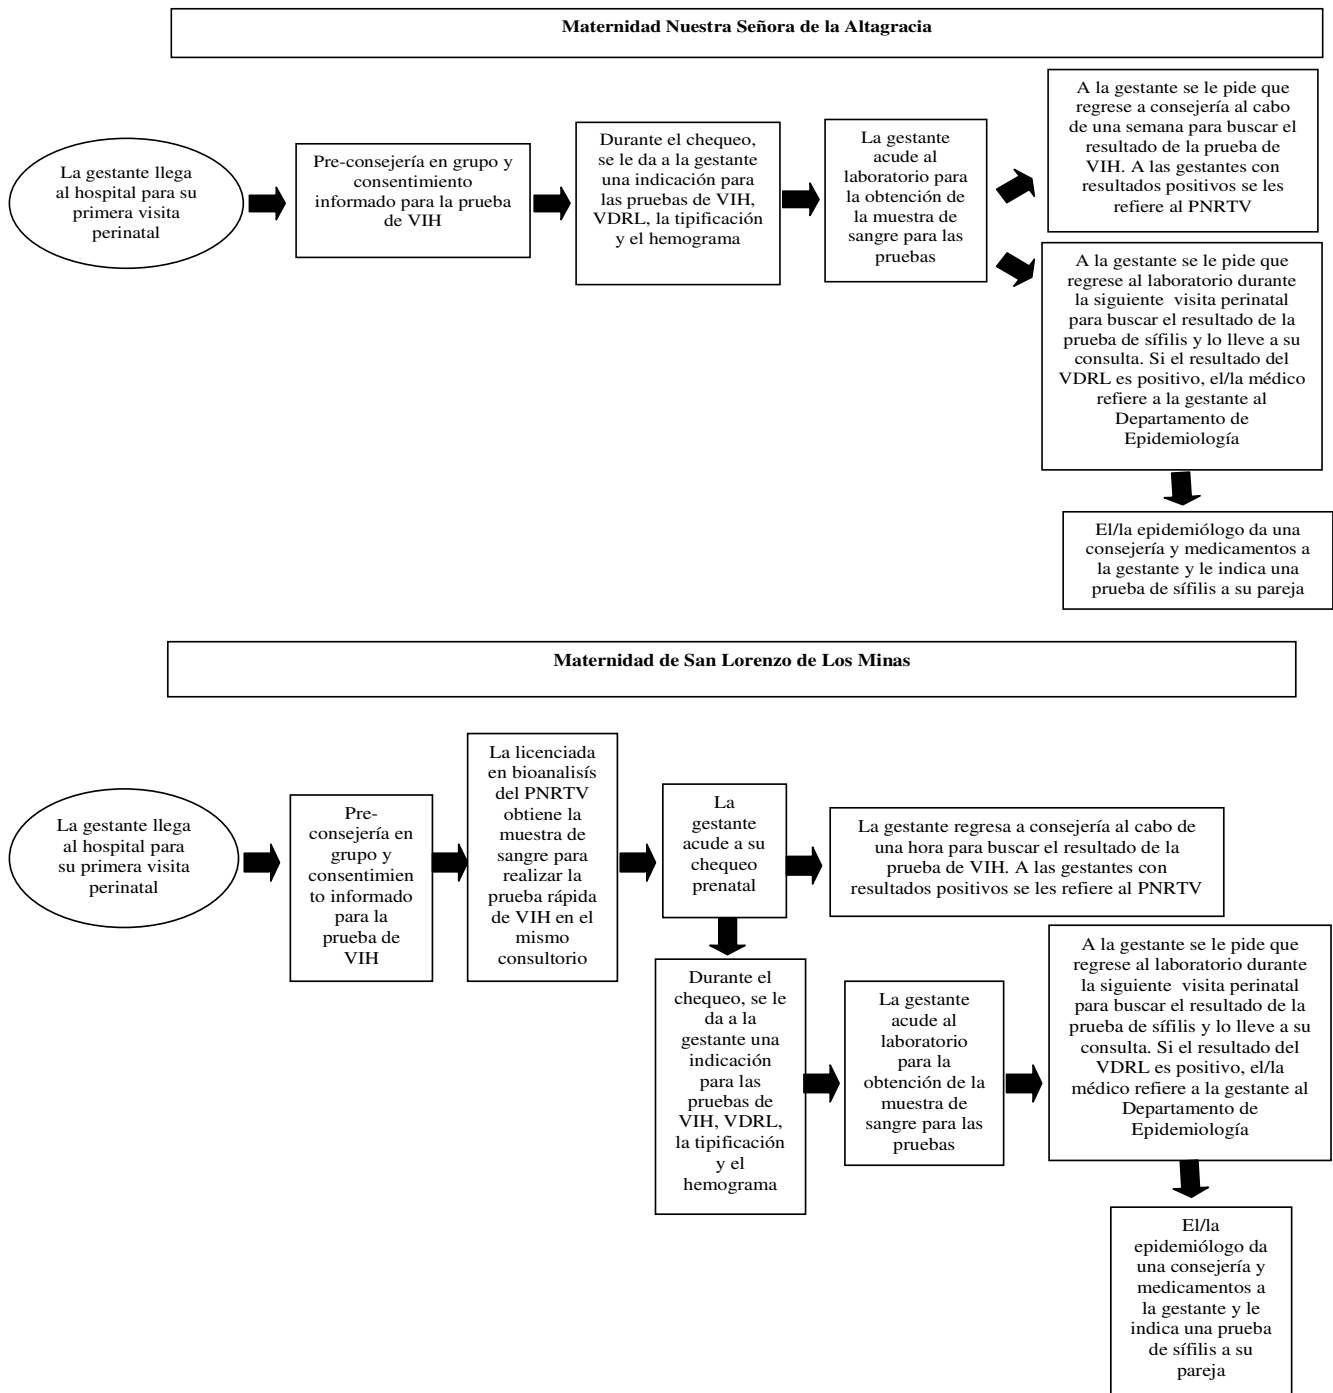 Maternidad Nuestra Señora de la Altagracia
La gestante llega
al hospital para su
primera visita
perinatal
Pre-consejería en grupo y
consentimiento
informado para la prueba
de VIH
Durante el chequeo,
se le da a la gestante
una indicación para
las pruebas de VIH,
VDRL, la tipificación
y el hemograma
La gestante
acude al
laboratorio para
la obtención de
la muestra de
sangre para las
pruebas
A la gestante se le pide que
regrese a consejería al cabo
de una semana para buscar el
resultado de la prueba de
VIH. A las gestantes con
resultados positivos se les
refiere al PNRTV
A la gestante se le pide que
regrese al laboratorio durante
la siguiente visita perinatal
para buscar el resultado de la
prueba de sífilis y lo lleve a su
consulta. Si el resultado del
VDRL es positivo, el/la médico
refiere a la gestante al
Departamento de
Epidemiología
El/la epidemiólogo da una
consejería y medicamentos a
la gestante y le indica una
prueba de sífilis a su pareja
Maternidad de San Lorenzo de Los Minas
La gestante llega
al hospital para
su primera visita
perinatal
Pre-
consejería en
grupo y
consentimien
to informado
para la
prueba de
VIH
La licenciada
en bioanalisís
del PNRTV
obtiene la
muestra de
sangre para
realizar la
prueba rápida
de VIH en el
mismo
consultorio
La
gestante
acude a su
chequeo
prenatal
La gestante regresa a consejería al cabo de
una hora para buscar el resultado de la
prueba de VIH. A las gestantes con
resultados positivos se les refiere al PNRTV
Durante el
chequeo, se le
da a la
gestante una
indicación
para las
pruebas de
VIH, VDRL,
la tipificación
y el
hemograma
La gestante
acude al
laboratorio
para la
obtención de la
muestra de
sangre para las
pruebas
A la gestante se le pide que
regrese al laboratorio durante
la siguiente visita perinatal
para buscar el resultado de la
prueba de sífilis y lo lleve a su
consulta. Si el resultado del
VDRL es positivo, el/la
médico refiere a la gestante al
Departamento de
Epidemiología
El/la
epidemiólogo da
una consejería y
medicamentos a
la gestante y le
indica una prueba
de sífilis a su
pareja